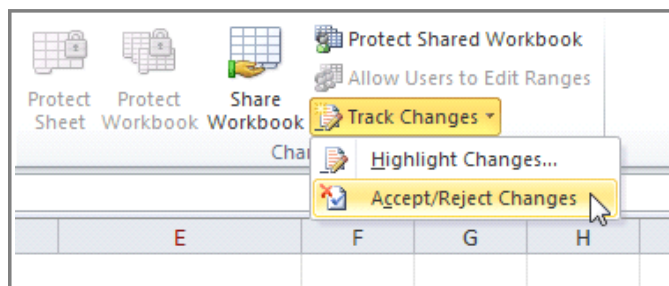 Protect Sheet
Protect Workbook
Share Workbook
Protect Shared Workbook
Allow Users to Edit Ranges
Track Changes
Cha
Highlight Changes...
Accept/Reject Changes
E F G H